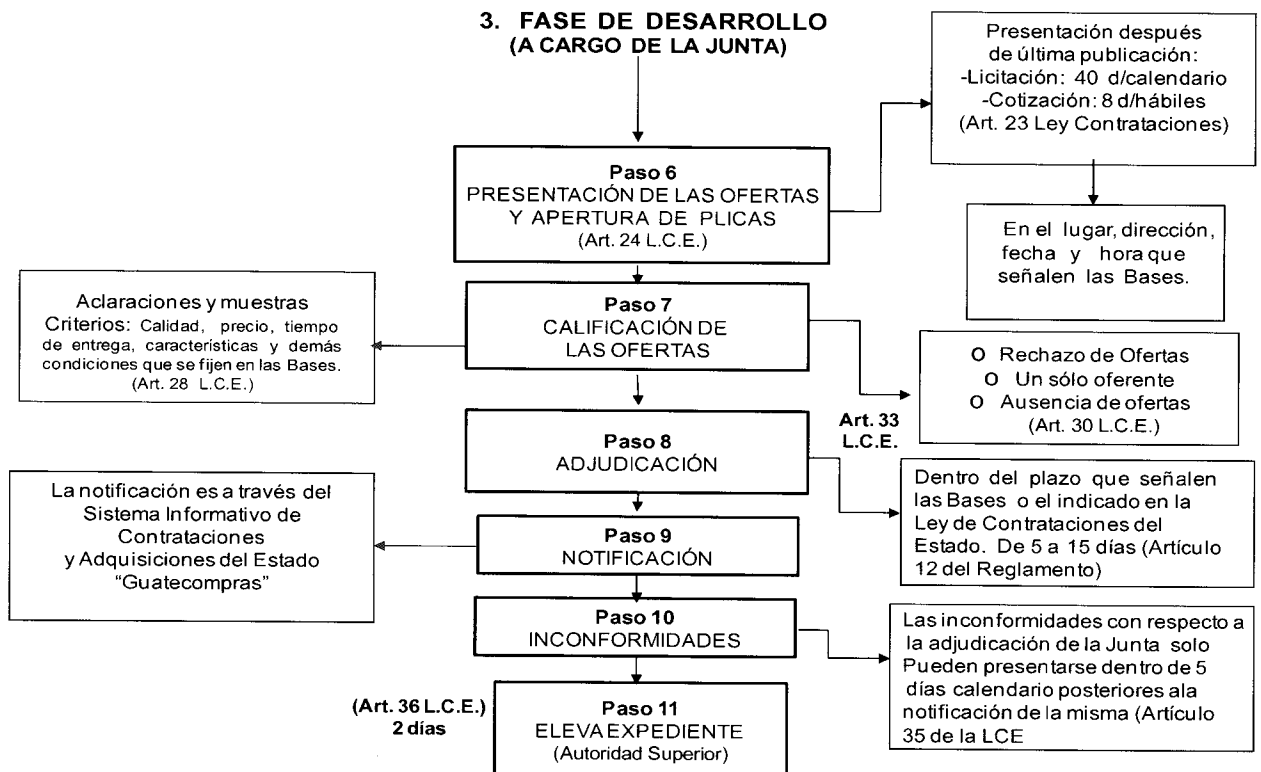 3. FASE DE DESARROLLO
(A CARGO DE LA JUNTA)
Presentación después
de última publicación:
-Licitación: 40 d/calendario
-Cotización: 8 d/hábiles
(Art. 23 Ley Contrataciones)
Paso 6
PRESENTACIÓN DE LAS OFERTAS
Y APERTURA DE PLICAS
(Art. 24 L.C.E.)
En el lugar, dirección,
fecha y hora que
señalen las Bases.
Paso 7
CALIFICACIÓN DE
LAS OFERTAS
Aclaraciones y muestras
Criterios: Calidad, precio, tiempo
de entrega, características y demás
condiciones que se fijen en las Bases.
(Art. 28 L.C.E.)
O Rechazo de Ofertas
O Un sólo oferente
O Ausencia de ofertas
(Art. 30 L.C.E.)
Art. 33
L.C.E.
Paso 8
ADJUDICACIÓN
Dentro del plazo que señalen
las Bases o el indicado en la
Ley de Contrataciones del
Estado. De 5 a 15 días (Artículo
12 del Reglamento)
La notificación es a través del
Sistema Informativo de
Contrataciones
y Adquisiciones del Estado
“Guatecompras”
Paso 9
NOTIFICACIÓN
Paso 10
INCONFORMIDADES
Las inconformidades con respecto a
la adjudicación de la Junta solo
Pueden presentarse dentro de 5
días calendario posteriores ala
notificación de la misma (Artículo
35 de la LCE
(Art. 36 L.C.E.)
2 días
Paso 11
ELEVA EXPEDIENTE
(Autoridad Superior)